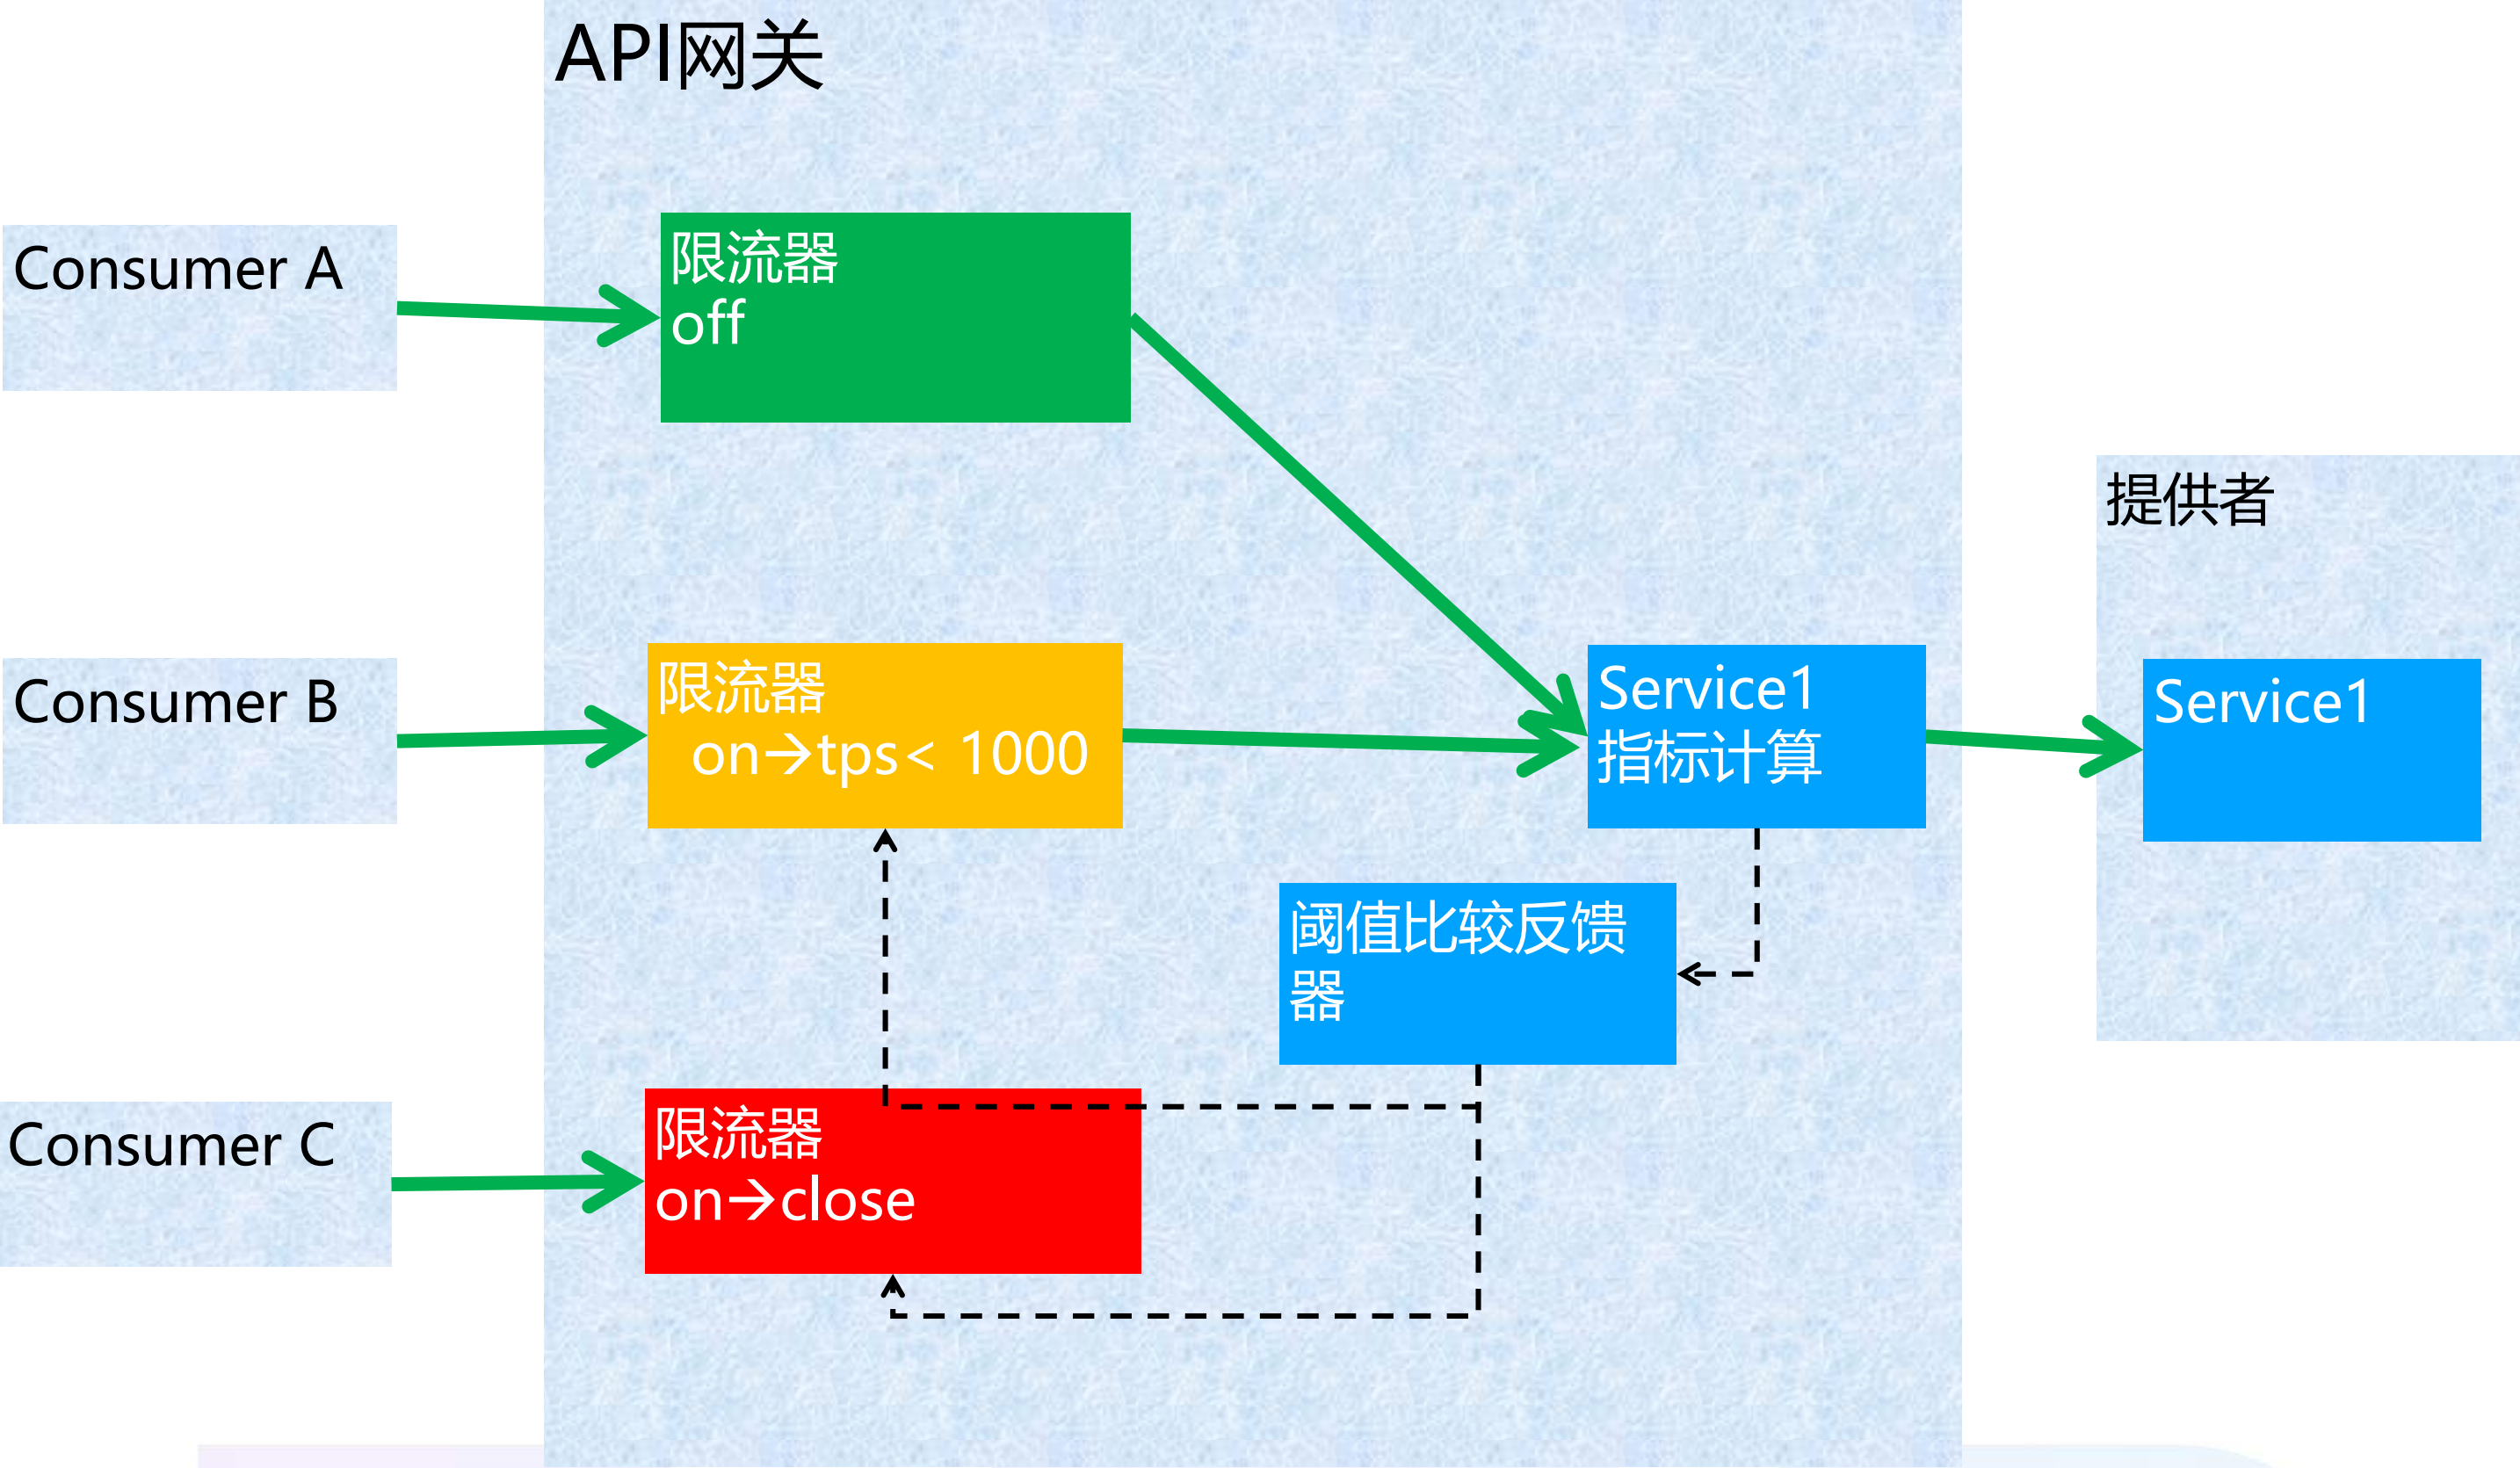 API网关
Consumer A
限流器
off
提供者
Consumer B
限流器
on→tps< 1000
Service1
指标计算
Service1
阈值比较反馈
器
Consumer C
限流器
on→close